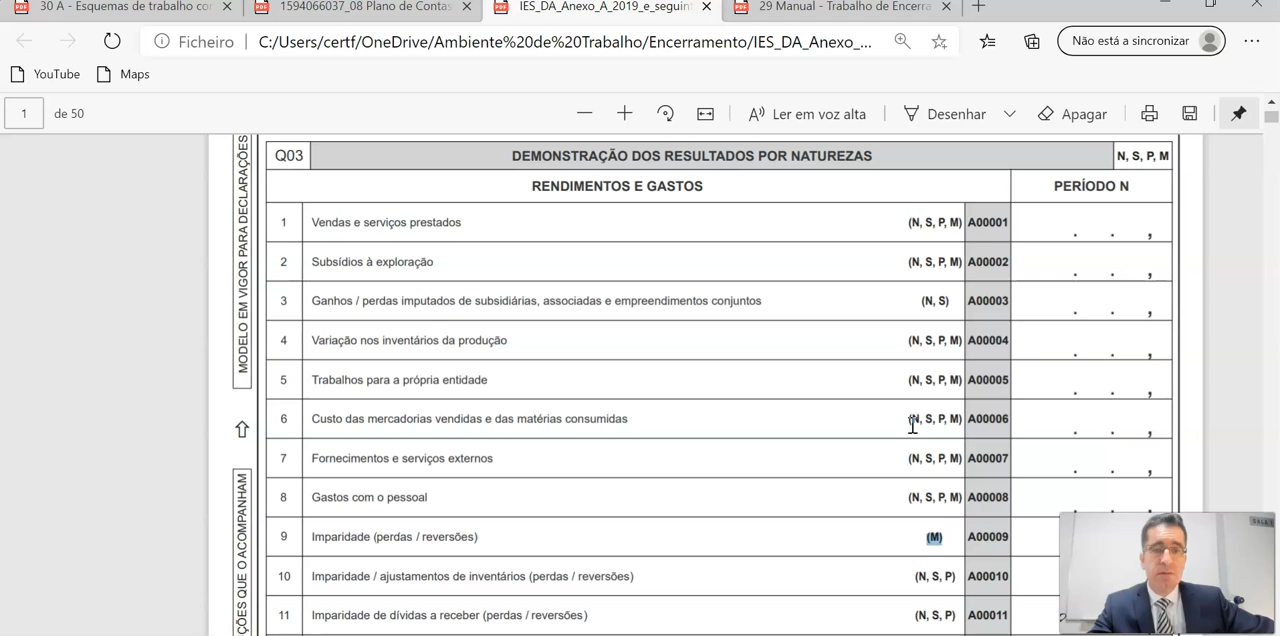 30 A - Esquemas de trabalho co
1594066037_08 Plano de Contas
IES_DA_Anexo_A_2019_e_seguint
29 Manual - Trabalho de Encerra
Ficheiro
C:/Users/certf/OneDrive/Ambiente%20de%20Trabalho/Encerramento/IES_DA_Anexo_...
Não está a sincronizar
YouTube
Maps
1 de 50
Ler em voz alta
Desenhar
Apagar
MODELO EM VIGOR PARA DECLARAÇÕES
Q03 DEMONSTRAÇÃO DOS RESULTADOS POR NATUREZAS N, S, P, M
RENDIMENTOS E GASTOS PERÍODO N
1 Vendas e serviços prestados (N, S, P, M) A00001 . . ,
2 Subsídios à exploração (N, S, P, M) A00002 . . ,
3 Ganhos / perdas imputados de subsidiárias, associadas e empreendimentos conjuntos (N, S) A00003 . . ,
4 Variação nos inventários da produção (N, S, P, M) A00004 . . ,
5 Trabalhos para a própria entidade (N, S, P, M) A00005 . . ,
6 Custo das mercadorias vendidas e das matérias consumidas (N, S, P, M) A00006 . . ,
7 Fornecimentos e serviços externos (N, S, P, M) A00007 . . ,
8 Gastos com o pessoal (N, S, P, M) A00008 . . ,
9 Imparidade (perdas / reversões) (M) A00009
10 Imparidade / ajustamentos de inventários (perdas / reversões) (N, S, P) A00010
11 Imparidade de dívidas a receber (perdas / reversões) (N, S, P) A00011
ÇÕES QUE O ACOMPANHAM